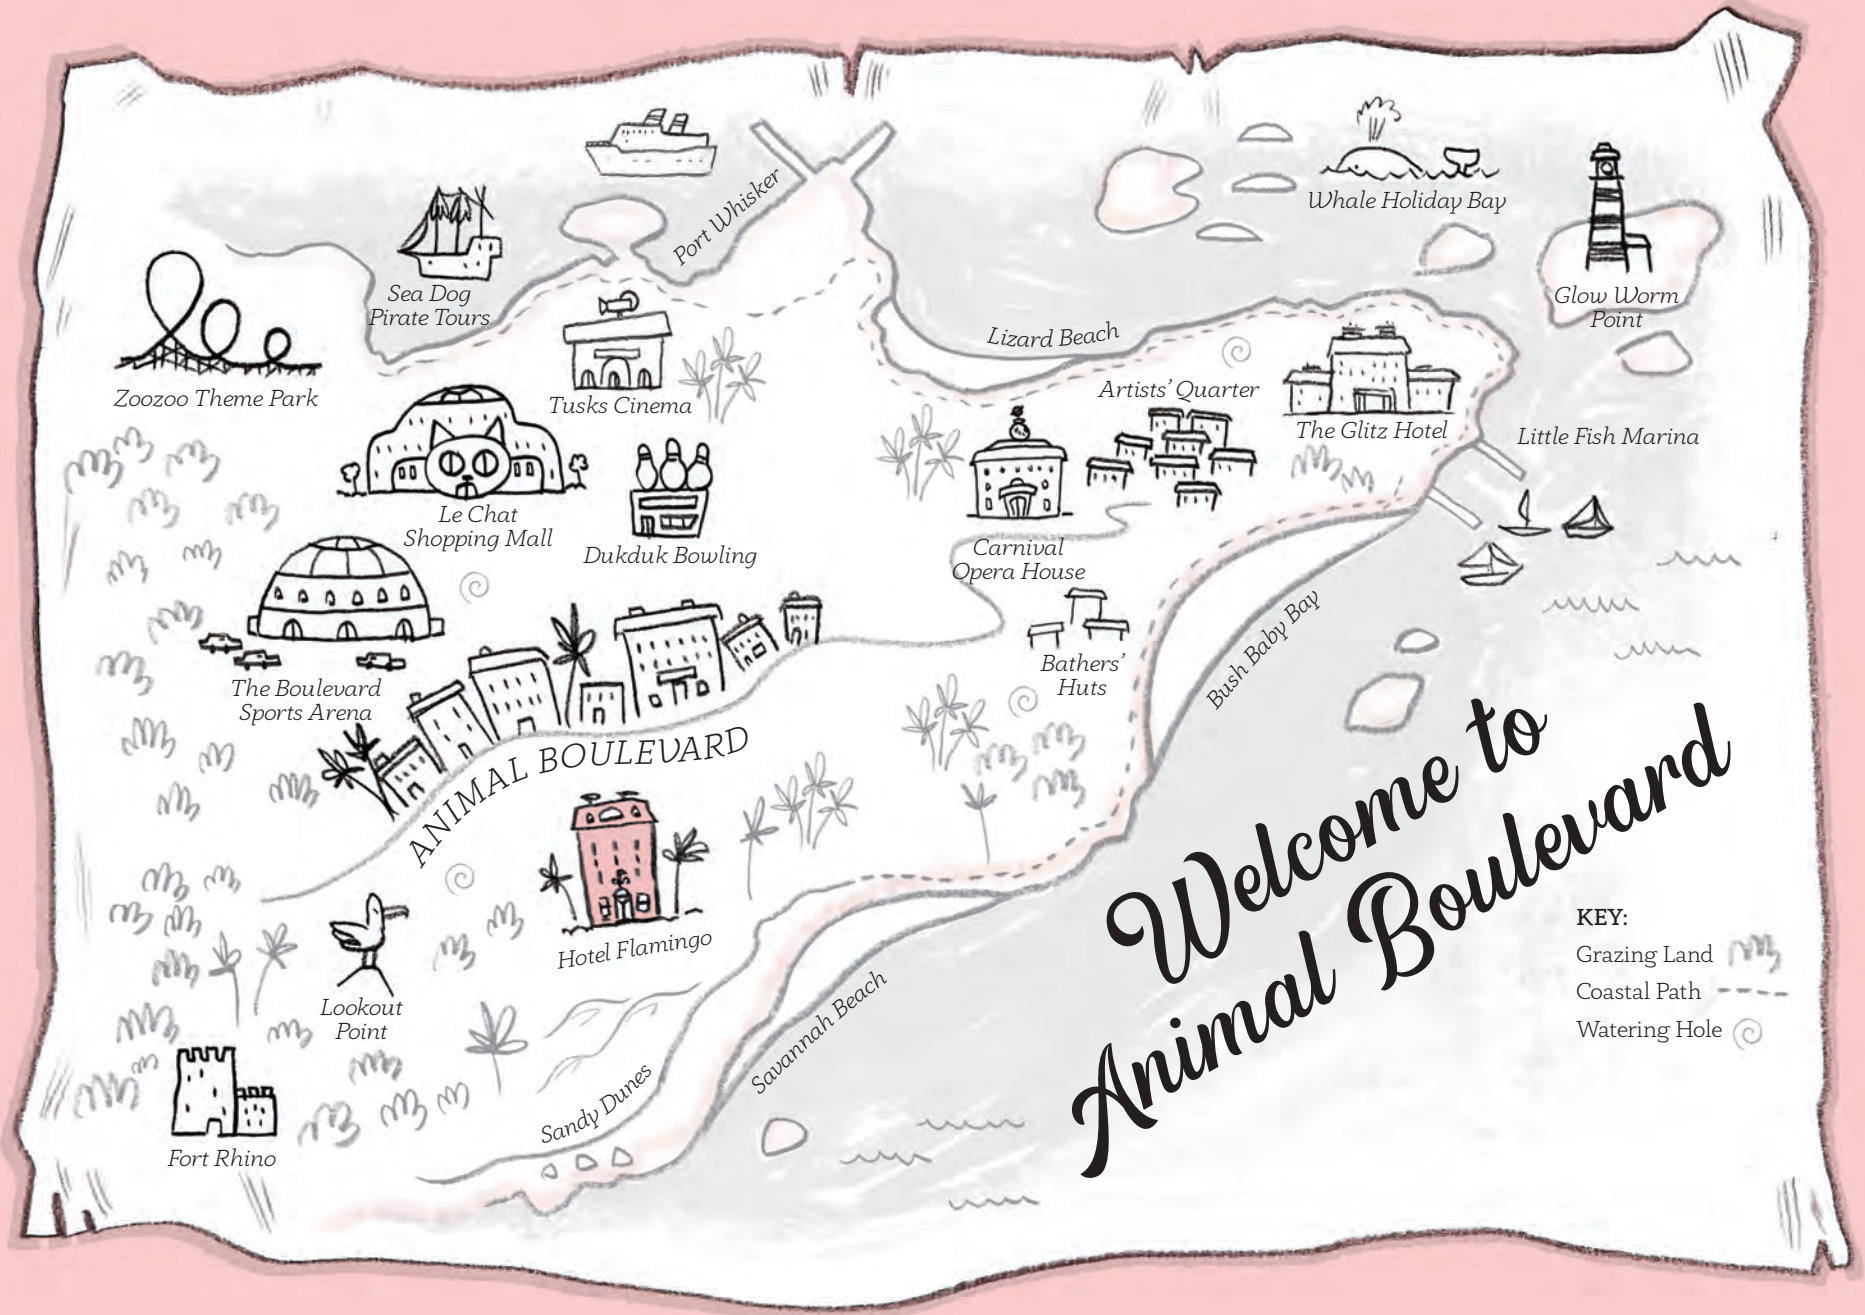 Port Whisker
Whale Holiday Bay
Sea Dog
Pirate Tours
Glow Worm
Point
Lizard Beach
Zoozoo Theme Park
Tusks Cinema
Artists' Quarter
The Glitz Hotel
Little Fish Marina
Le Chat
Shopping Mall
Dukduk Bowling
Carnival
Opera House
Bathers'
Huts
Bush Baby Bay
The Boulevard
Sports Arena
ANIMAL BOULEVARD
Hotel Flamingo
Lookout
Point
Savannah Beach
Sandy Dunes
Fort Rhino
Welcome to
Animal Boulevard
KEY:
Grazing Land
Coastal Path
Watering Hole